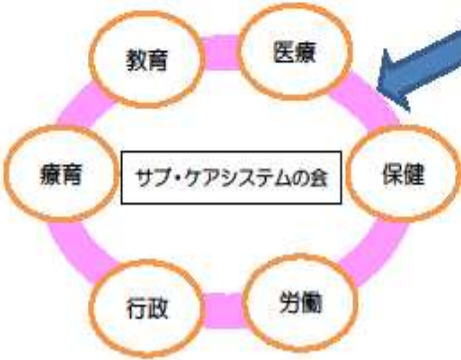 教育
医療
療育
サブ・ケアシステムの会
保健
行政
労働